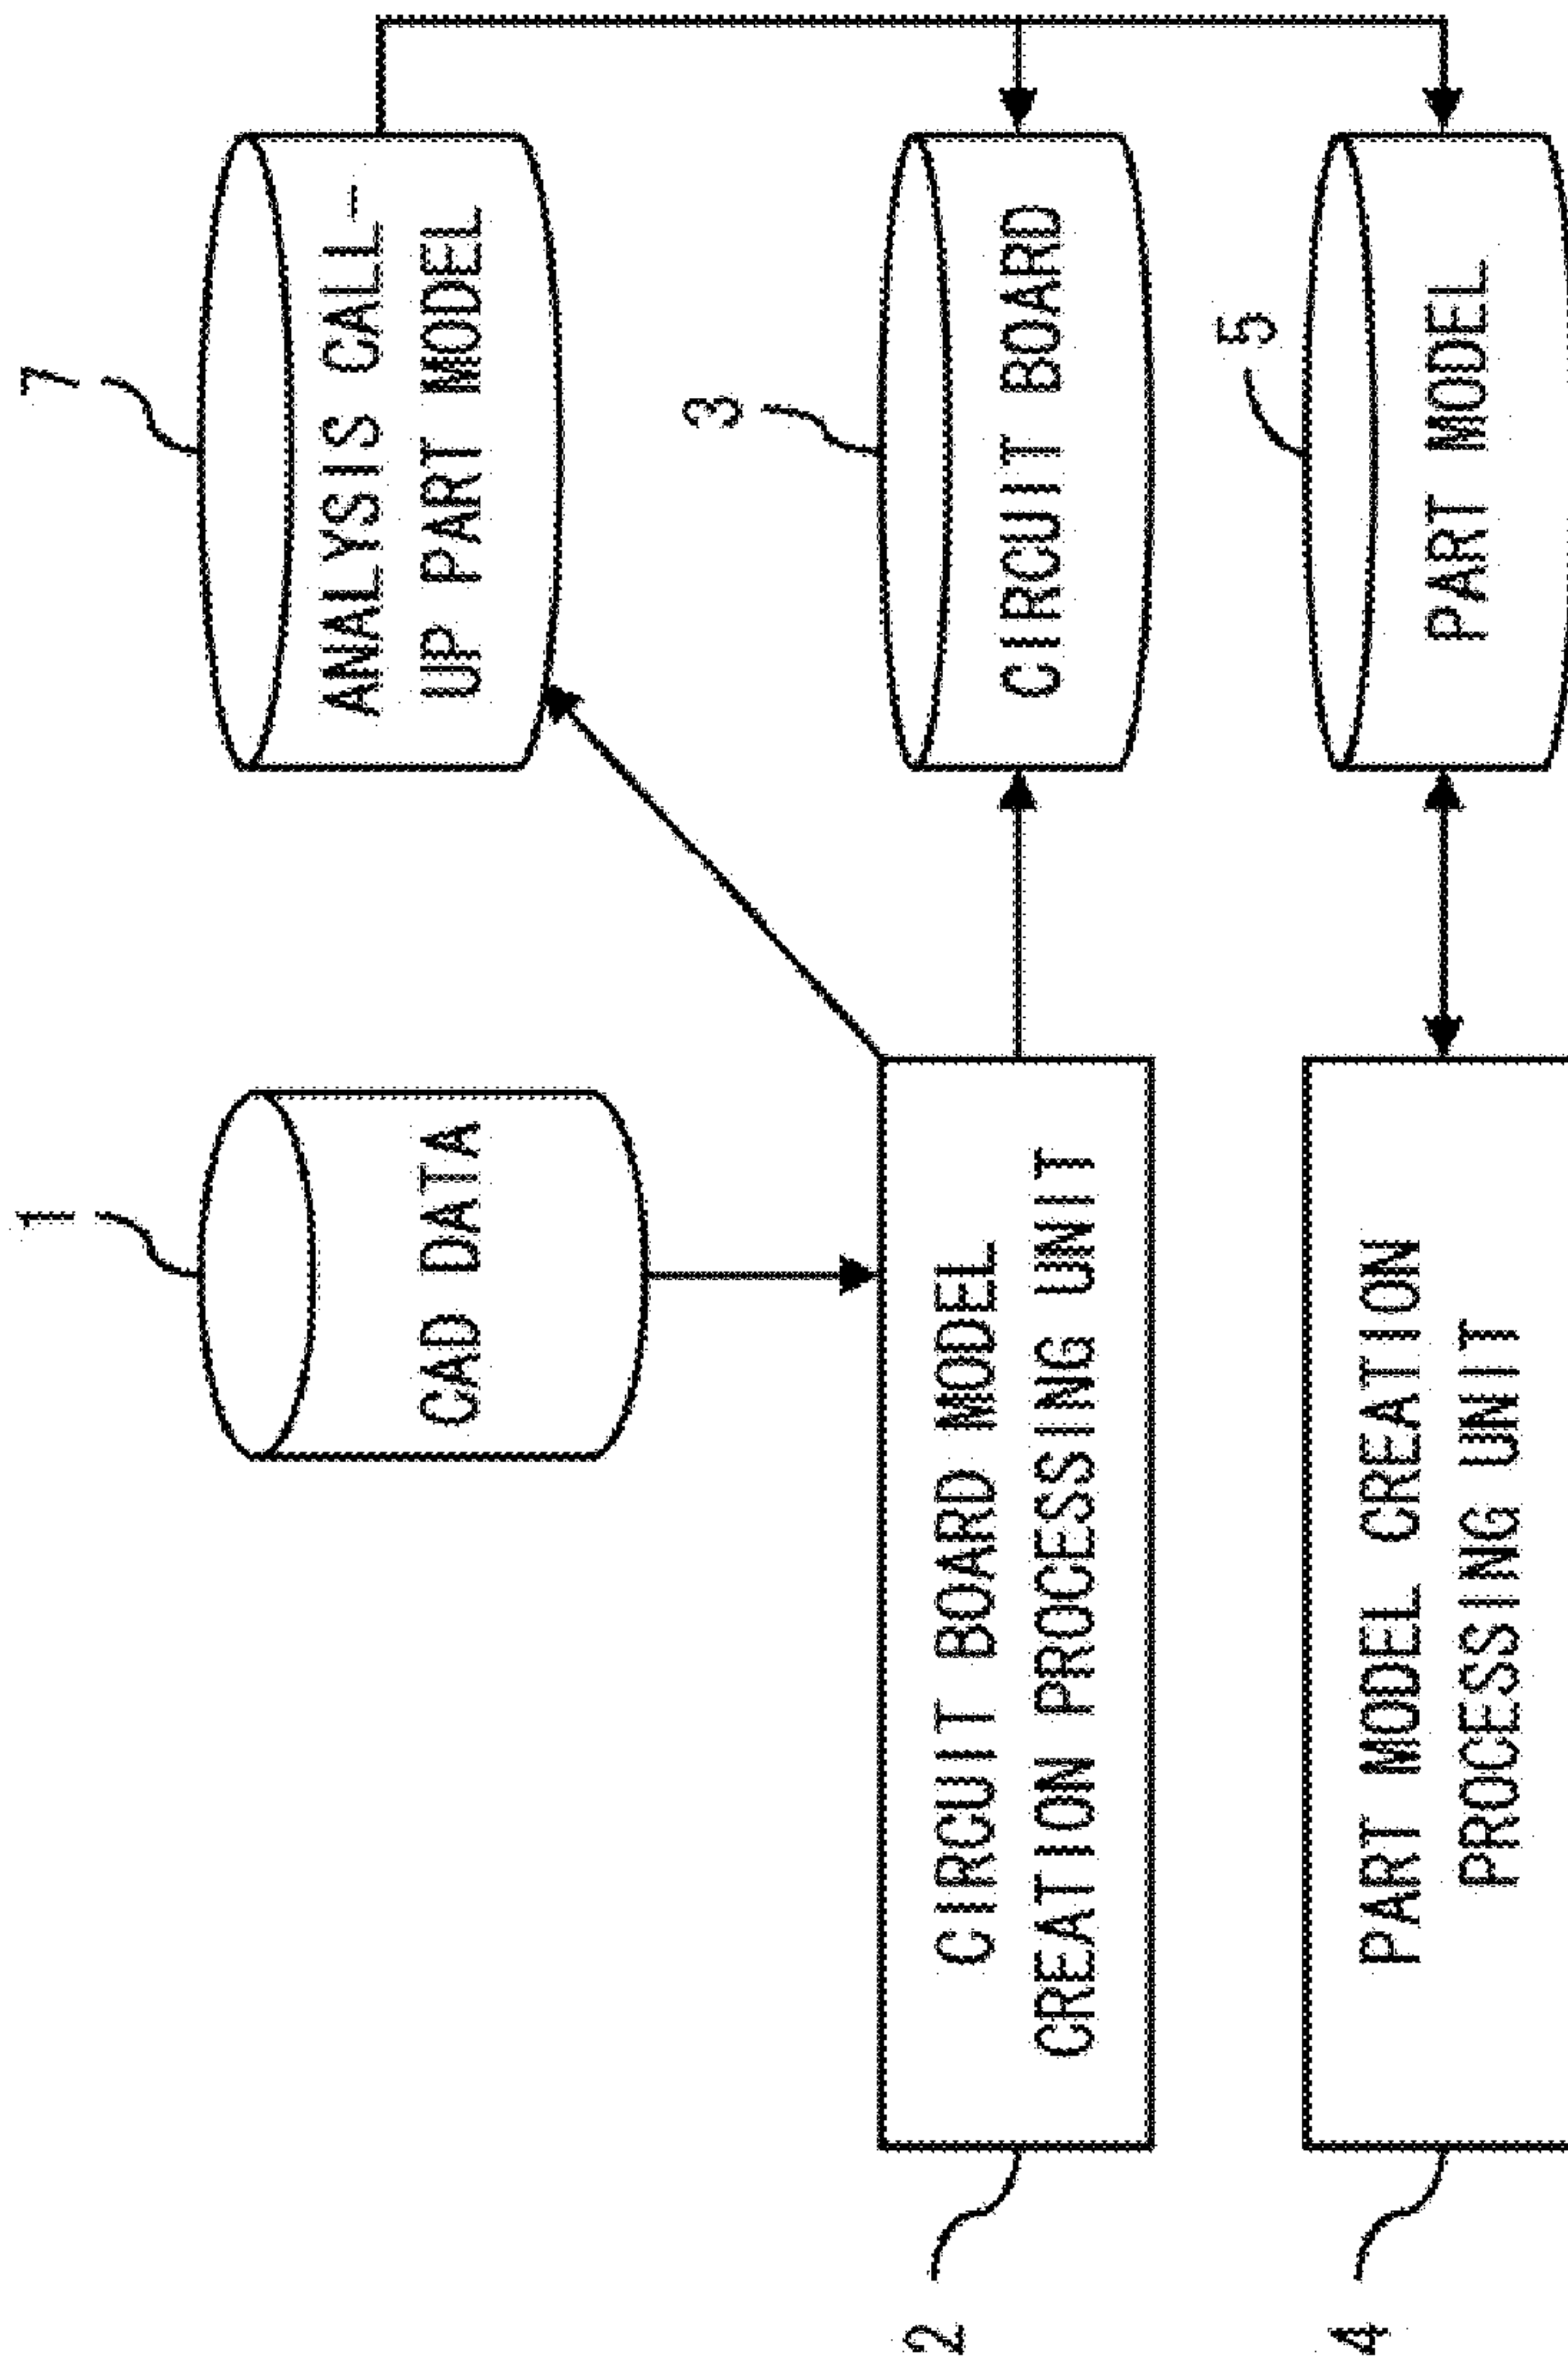 1
CAD DATA
7
ANALYSIS CALL-
UP PART MODEL
2
CIRCUIT BOARD MODEL
CREATION PROCESSING UNIT
3
CIRCUIT BOARD
4
PART MODEL CREATION
PROCESSING UNIT
5
PART MODEL